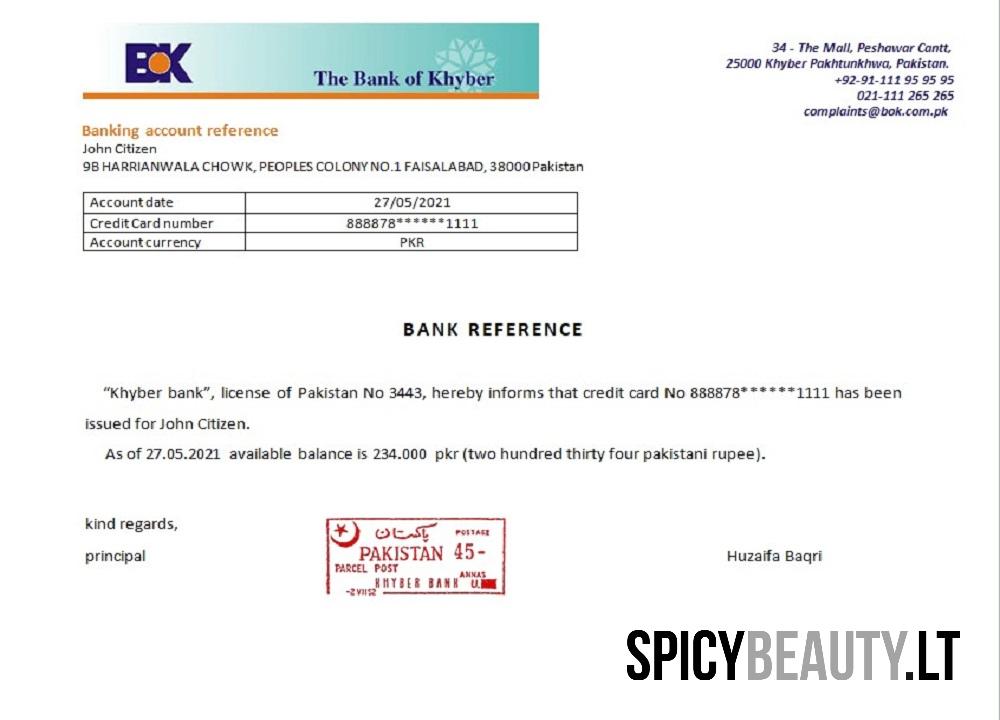 BOK
The Bank of Khyber
34 - The Mall, Peshawar Cantt,
25000 Khyber Pakhtunkhwa, Pakistan.
+92-91-111 95 95 95
021-111 265 265
complaints@bok.com.pk
Banking account reference
John Citizen
9B HARRIANWALA CHOWK, PEOPLES COLONY NO.1 FAISALABAD, 38000 Pakistan
Account date 27/05/2021
Credit Card number 888878******1111
Account currency PKR
BANK REFERENCE
“Khyber bank”, license of Pakistan No 3443, hereby informs that credit card No 888878******1111 has been
issued for John Citizen.
As of 27.05.2021 available balance is 234.000 pkr (two hundred thirty four pakistani rupee).
kind regards,
principal
پاکستان POSTAGE
PAKISTAN 45-
PARCEL POST
ANNAS
KHYBER BANK
-2 VII 52
Huzaifa Baqri
SPICYBEAUTY.LT